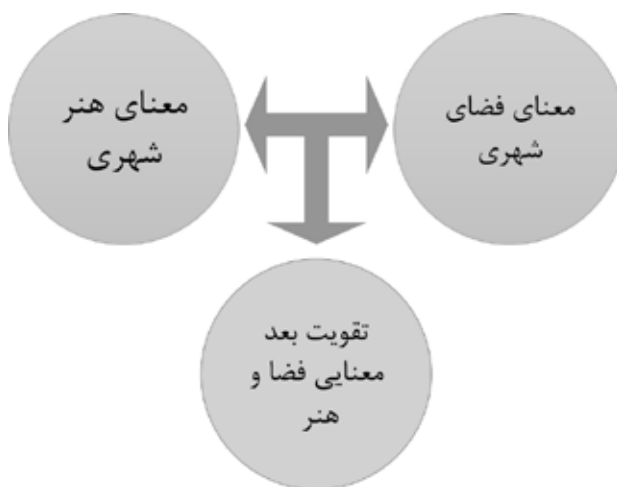 معنای فضای
شهری
معنای هنر
شهری
تقویت بعد
معنایی فضا و
هنر